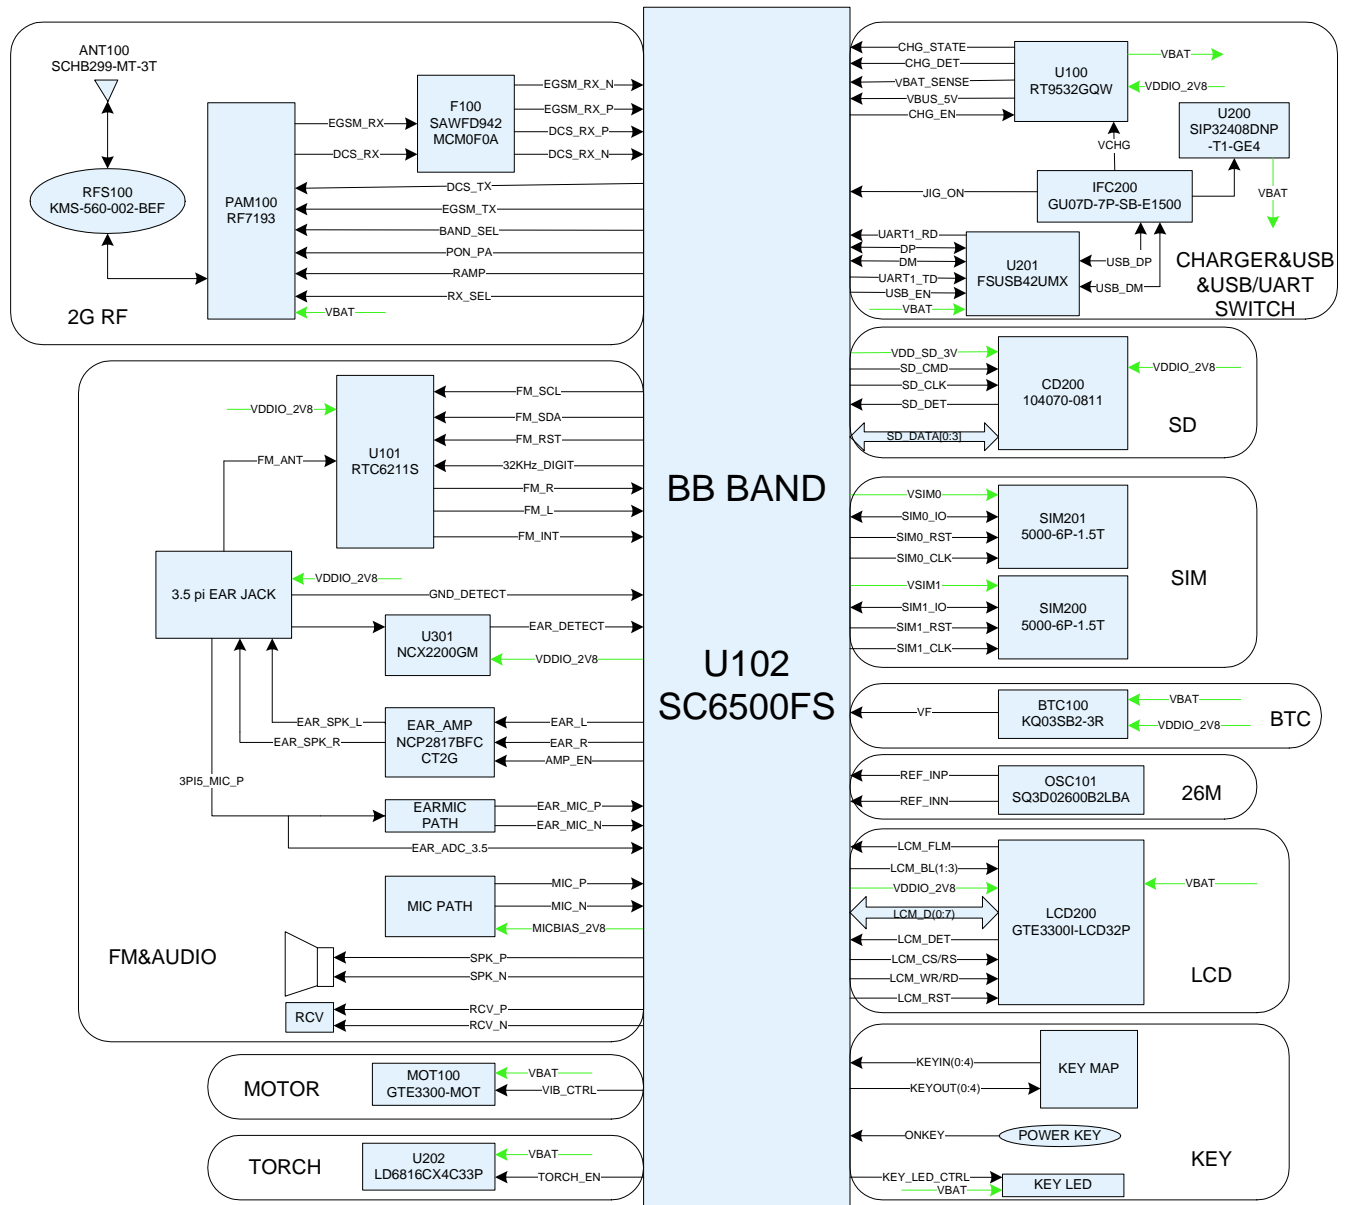 ANT100
SCHB299-MT-3T
RFS100
KMS-560-002-BEF
2G RF
PAM100
RF7193
EGSM_RX
DCS_RX
F100
SAWFD942
MCM0F0A
EGSM_RX_N
EGSM_RX_P
DCS_RX_P
DCS_RX_N
DCS_TX
EGSM_TX
BAND_SEL
PON_PA
RAMP
RX_SEL
VBAT
BB BAND
U102
SC6500FS
CHG_STATE
CHG_DET
VBAT_SENSE
VBUS_5V
CHG_EN
U100
RT9532GQW
VBAT
VDDIO_2V8
U200
SIP32408DNP
-T1-GE4
VCHG
JIG_ON
IFC200
GU07D-7P-SB-E1500
VBAT
UART1_RD
DP
DM
UART1_TD
USB_EN
VBAT
U201
FSUSB42UMX
USB_DP
USB_DM
CHARGER&USB
&USB/UART
SWITCH
VDD_SD_3V
SD_CMD
SD_CLK
SD_DET
SD_DATA[0:3]
CD200
104070-0811
VDDIO_2V8
SD
VSIM0
SIM0_IO
SIM0_RST
SIM0_CLK
SIM201
5000-6P-1.5T
VSIM1
SIM1_IO
SIM1_RST
SIM1_CLK
SIM200
5000-6P-1.5T
SIM
VF
BTC100
KQ03SB2-3R
VBAT
VDDIO_2V8
BTC
REF_INP
REF_INN
OSC101
SQ3D02600B2LBA
26M
LCM_FLM
LCM_BL(1:3)
VDDIO_2V8
LCM_D(0:7)
LCM_DET
LCM_CS/RS
LCM_WR/RD
LCM_RST
LCD200
GTE3300I-LCD32P
VBAT
LCD
KEYIN(0:4)
KEYOUT(0:4)
KEY MAP
ONKEY
POWER KEY
KEY_LED_CTRL
VBAT
KEY LED
KEY
VDDIO_2V8
FM_ANT
U101
RTC6211S
FM_SCL
FM_SDA
FM_RST
32KHz_DIGIT
FM_R
FM_L
FM_INT
3.5 pi EAR JACK
VDDIO_2V8
GND_DETECT
U301
NCX2200GM
EAR_DETECT
VDDIO_2V8
EAR_SPK_L
EAR_SPK_R
EAR_AMP
NCP2817BFC
CT2G
EAR_L
EAR_R
AMP_EN
3PI5_MIC_P
EARMIC
PATH
EAR_MIC_P
EAR_MIC_N
EAR_ADC_3.5
MIC PATH
MIC_P
MIC_N
MICBIAS_2V8
FM&AUDIO
SPK_P
SPK_N
RCV
RCV_P
RCV_N
MOTOR
MOT100
GTE3300-MOT
VBAT
VIB_CTRL
TORCH
U202
LD6816CX4C33P
VBAT
TORCH_EN